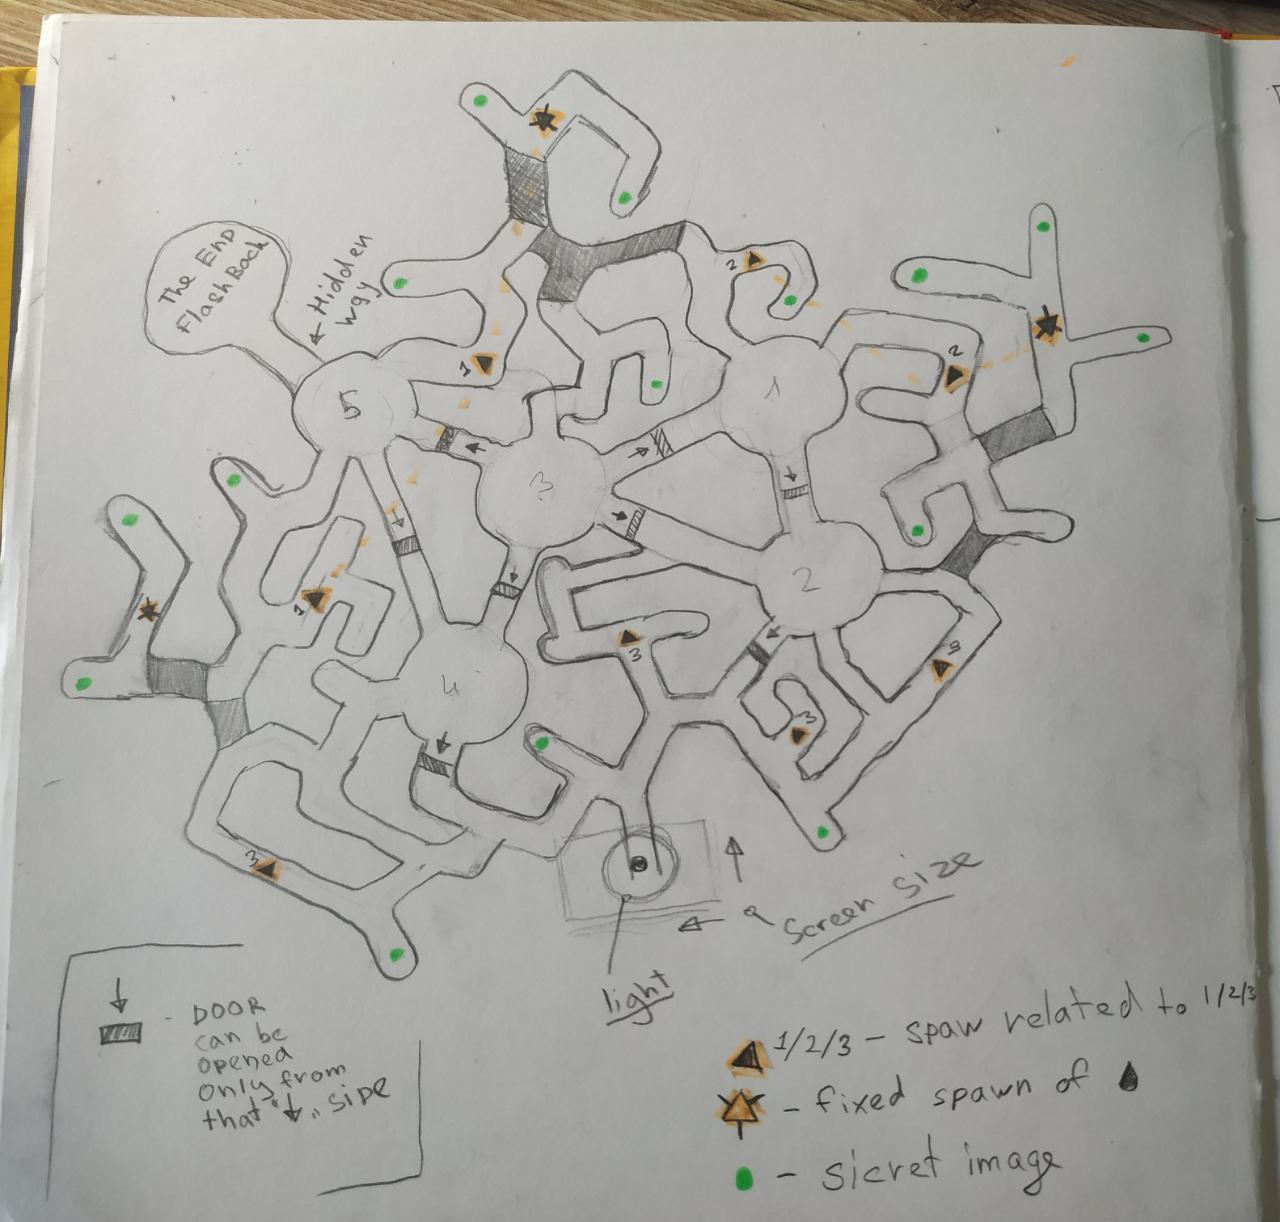 The End
FlashBack
Hidden
way
2
2
1
1
5
3
1
2
4
3
3
3
3
Screen size
light
DOOR
can be
opened
only from
that "↓" side
1/2/3 - spaw related to 1/2/3
- fixed spawn of
- sicret image